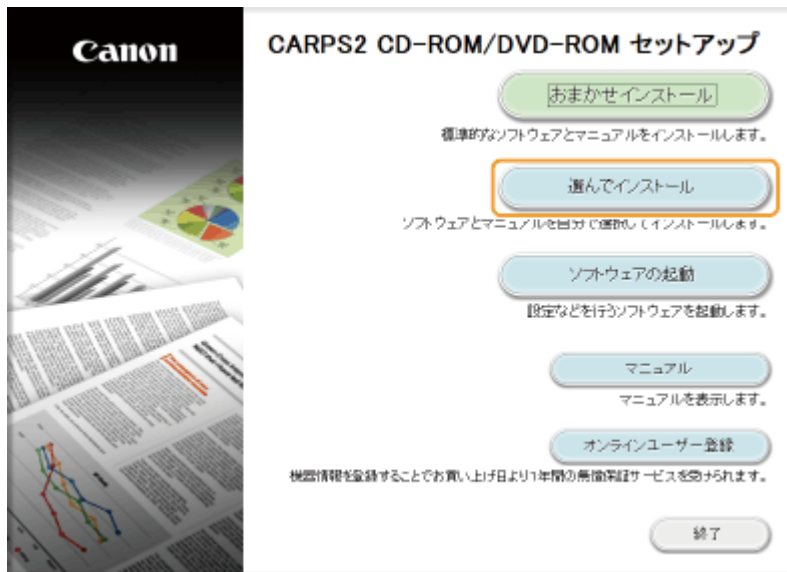 Canon
CARPS2 CD-ROM/DVD-ROM セットアップ
おまかせインストール
標準的なソフトウェアとマニュアルをインストールします。
選んでインストール
ソフトウェアとマニュアルを自分で選択してインストールします。
ソフトウェアの起動
設定などを行うソフトウェアを起動します。
マニュアル
マニュアルを表示します。
オンラインユーザー登録
機器情報を登録することでお買い上げ日より1年間の無償保証サービスを受けられます。
終了